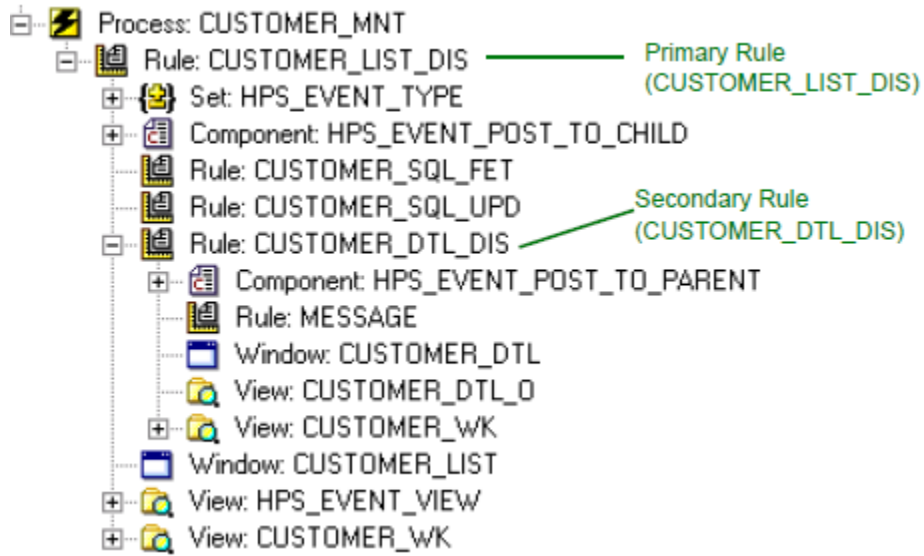 Process: CUSTOMER_MNT
Rule: CUSTOMER_LIST_DIS
Primary Rule
(CUSTOMER_LIST_DIS)
Set: HPS_EVENT_TYPE
Component: HPS_EVENT_POST_TO_CHILD
Rule: CUSTOMER_SQL_FET
Rule: CUSTOMER_SQL_UPD
Secondary Rule
(CUSTOMER_DTL_DIS)
Rule: CUSTOMER_DTL_DIS
Component: HPS_EVENT_POST_TO_PARENT
Rule: MESSAGE
Window: CUSTOMER_DTL
View: CUSTOMER_DTL_O
View: CUSTOMER_WK
Window: CUSTOMER_LIST
View: HPS_EVENT_VIEW
View: CUSTOMER_WK